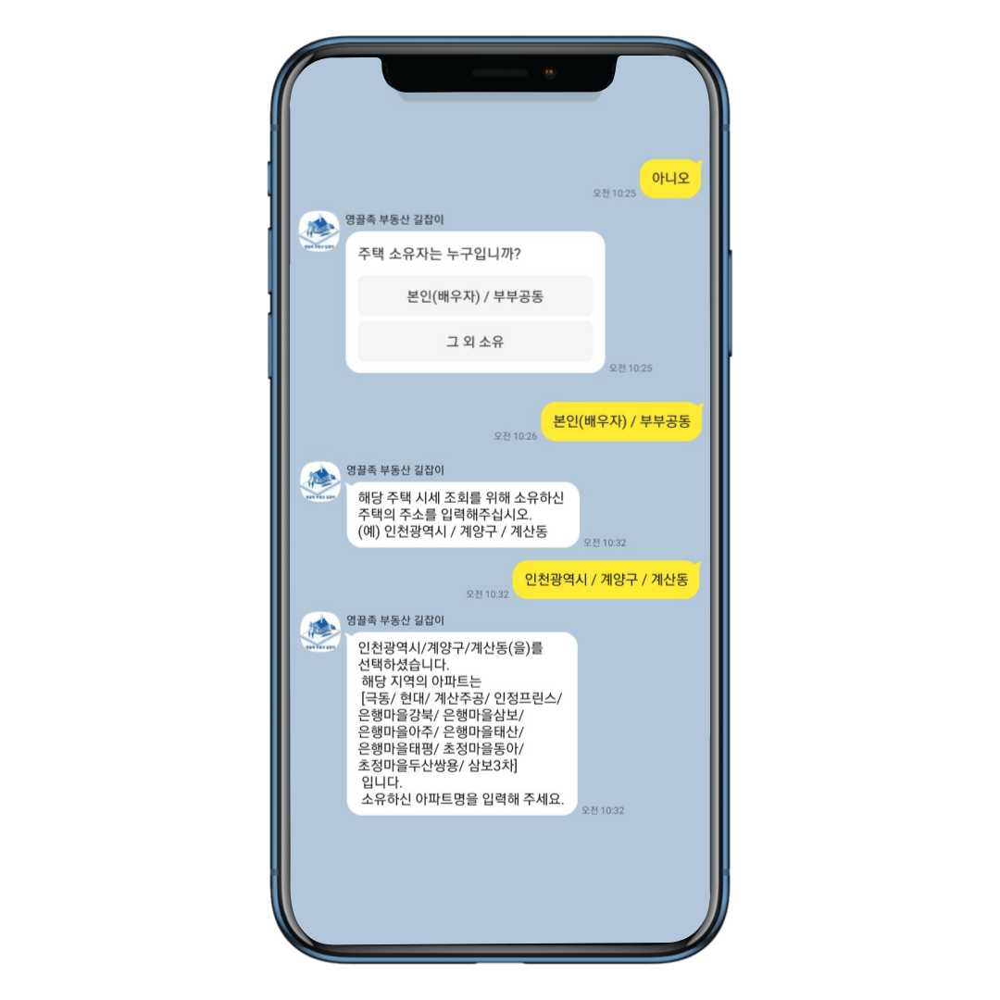 아니오
오전 10:25
영끌족 부동산 길잡이
주택 소유자는 누구입니까?
본인(배우자) / 부부공동
그 외 소유
오전 10:25
본인(배우자) / 부부공동
오전 10:26
영끌족 부동산 길잡이
해당 주택 시세 조회를 위해 소유하신
주택의 주소를 입력해주십시오.
(예) 인천광역시 / 계양구 / 계산동
오전 10:32
인천광역시 / 계양구 / 계산동
오전 10:32
영끌족 부동산 길잡이
인천광역시/계양구/계산동(을)를
선택하셨습니다.
해당 지역의 아파트는
[극동/ 현대/ 계산주공/ 인정프린스/
은행마을강북/ 은행마을삼보/
은행마을아주/ 은행마을태산/
은행마을태평/ 초정마을동아/
초정마을두산쌍용/ 삼보3차]
입니다.
소유하신 아파트명을 입력해 주세요.
오전 10:32